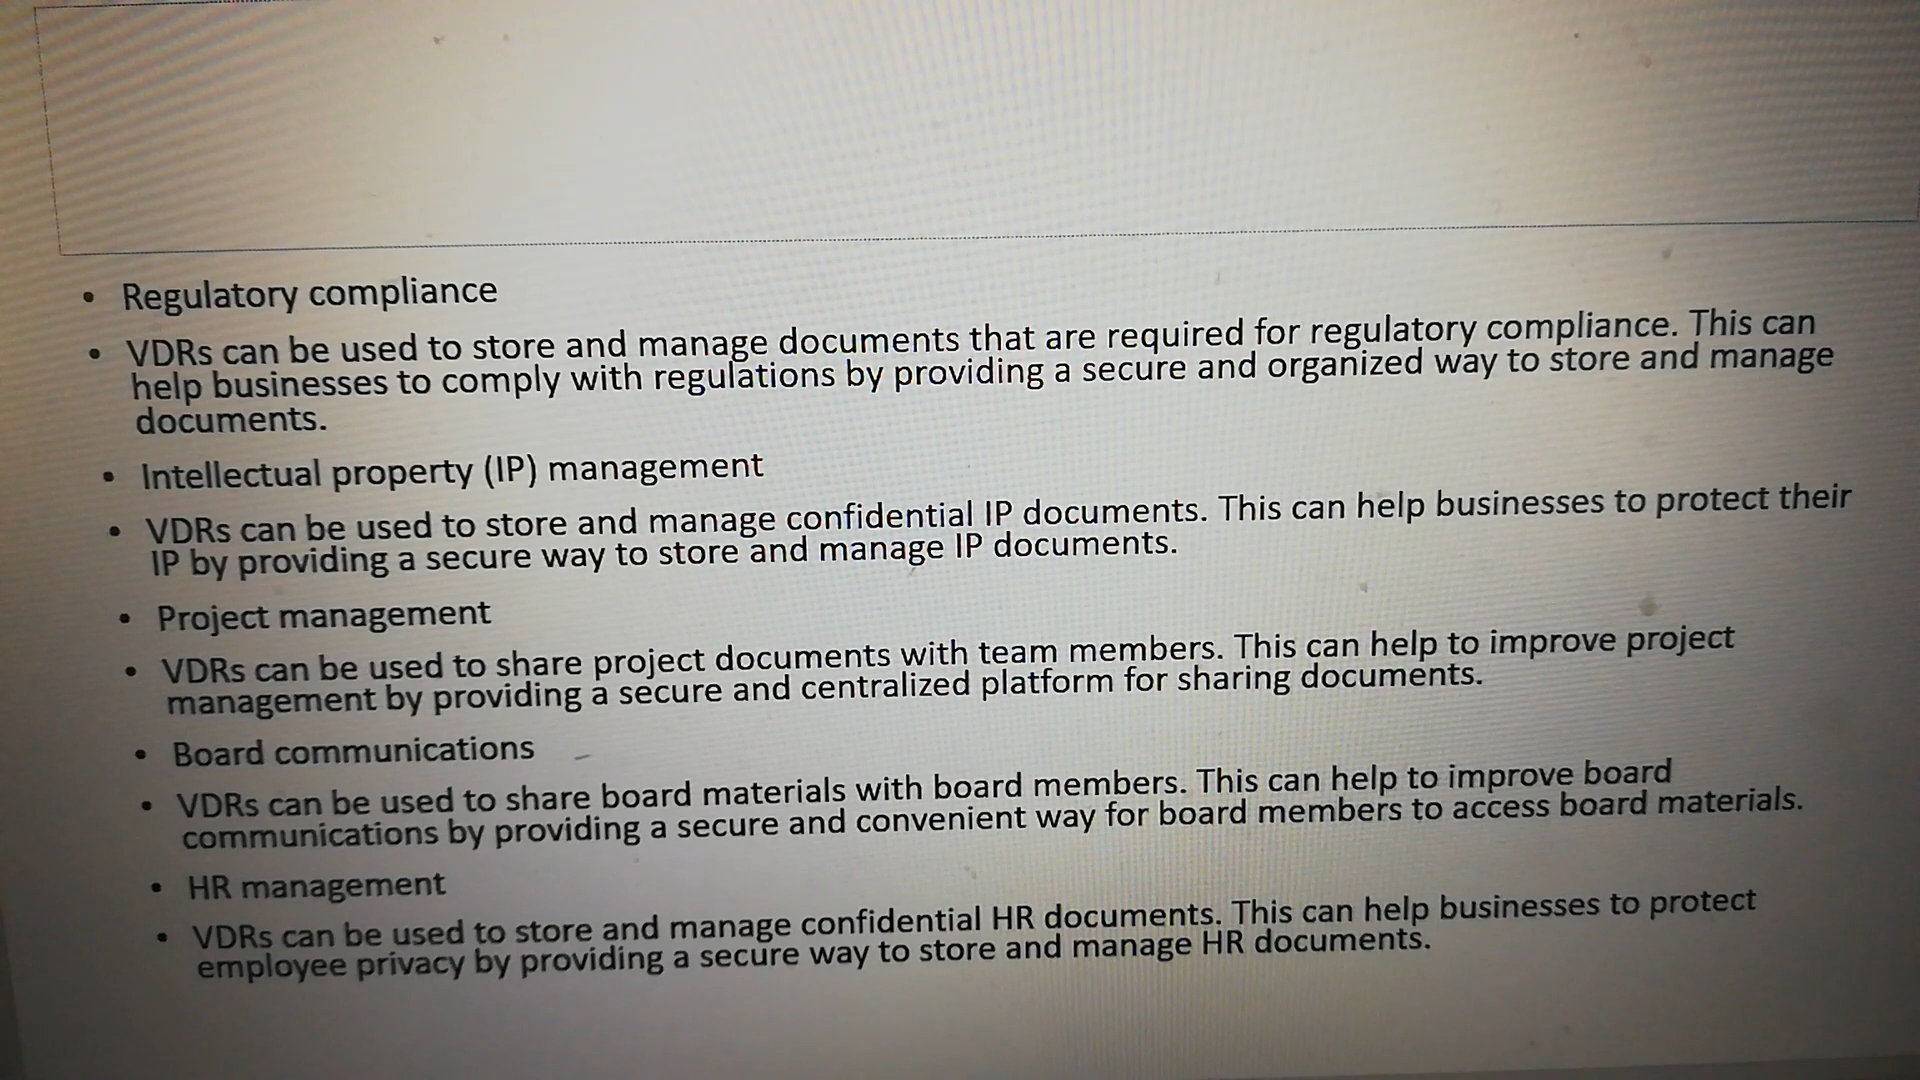 • Regulatory compliance
• VDRs can be used to store and manage documents that are required for regulatory compliance. This can
help businesses to comply with regulations by providing a secure and organized way to store and manage
documents.
• Intellectual property (IP) management
• VDRs can be used to store and manage confidential IP documents. This can help businesses to protect their
IP by providing a secure way to store and manage IP documents.
• Project management
• VDRs can be used to share project documents with team members. This can help to improve project
management by providing a secure and centralized platform for sharing documents.
• Board communications
• VDRs can be used to share board materials with board members. This can help to improve board
communications by providing a secure and convenient way for board members to access board materials.
• HR management
• VDRs can be used to store and manage confidential HR documents. This can help businesses to protect
employee privacy by providing a secure way to store and manage HR documents.